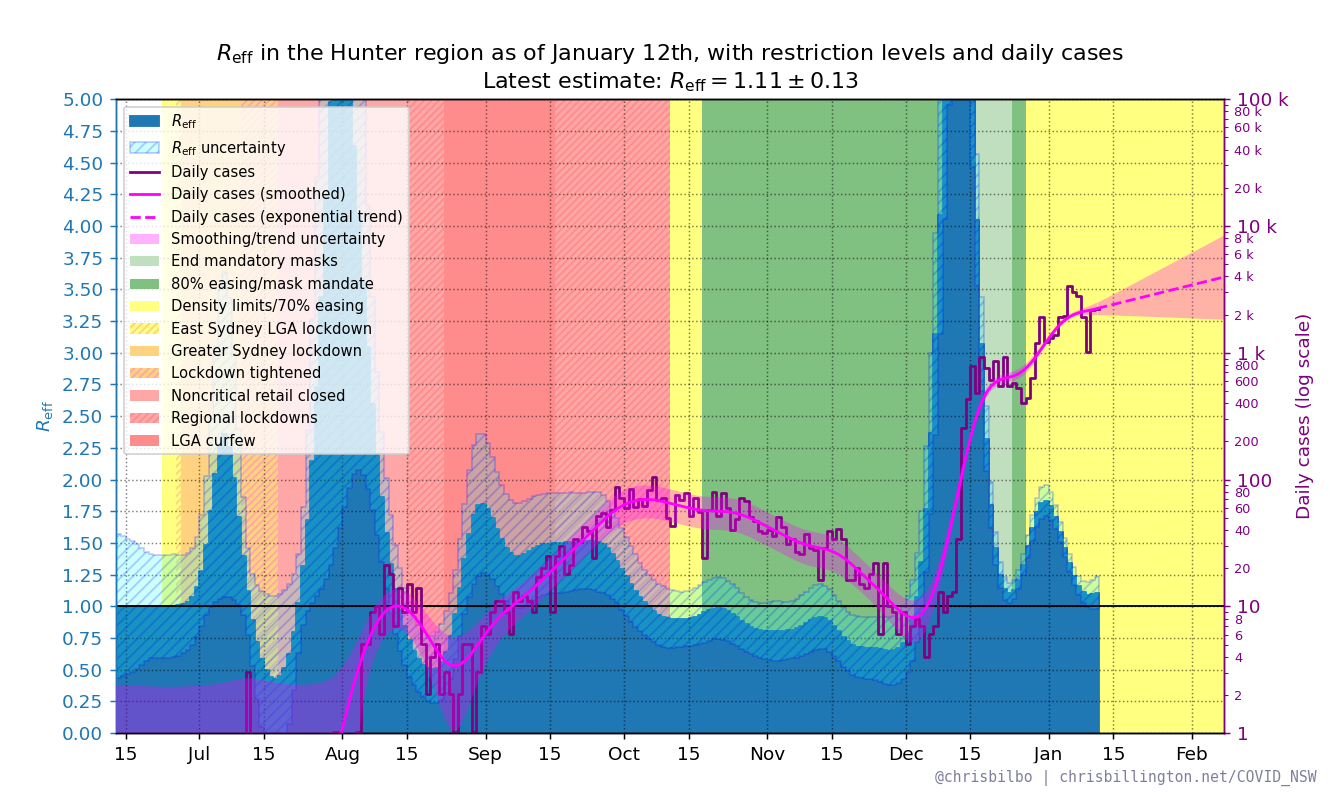 Reff in the Hunter region as of January 12th, with restriction levels and daily cases
Latest estimate: Reff = 1.11 ± 0.13
Reff
5.00
4.75
4.50
4.25
4.00
3.75
3.50
3.25
3.00
2.75
2.50
2.25
2.00
1.75
1.50
1.25
1.00
0.75
0.50
0.25
0.00
Reff
Reff uncertainty
Daily cases
Daily cases (smoothed)
Daily cases (exponential trend)
Smoothing/trend uncertainty
End mandatory masks
80% easing/mask mandate
Density limits/70% easing
East Sydney LGA lockdown
Greater Sydney lockdown
Lockdown tightened
Noncritical retail closed
Regional lockdowns
LGA curfew
100 k
80 k
60 k
40 k
20 k
10 k
8 k
6 k
4 k
2 k
1 k
800
600
400
200
100
80
60
40
20
10
8
6
4
2
1
Daily cases (log scale)
15 Jul 15 Aug 15 Sep 15 Oct 15 Nov 15 Dec 15 Jan 15 Feb
@chrisbilbo | chrisbillington.net/COVID_NSW